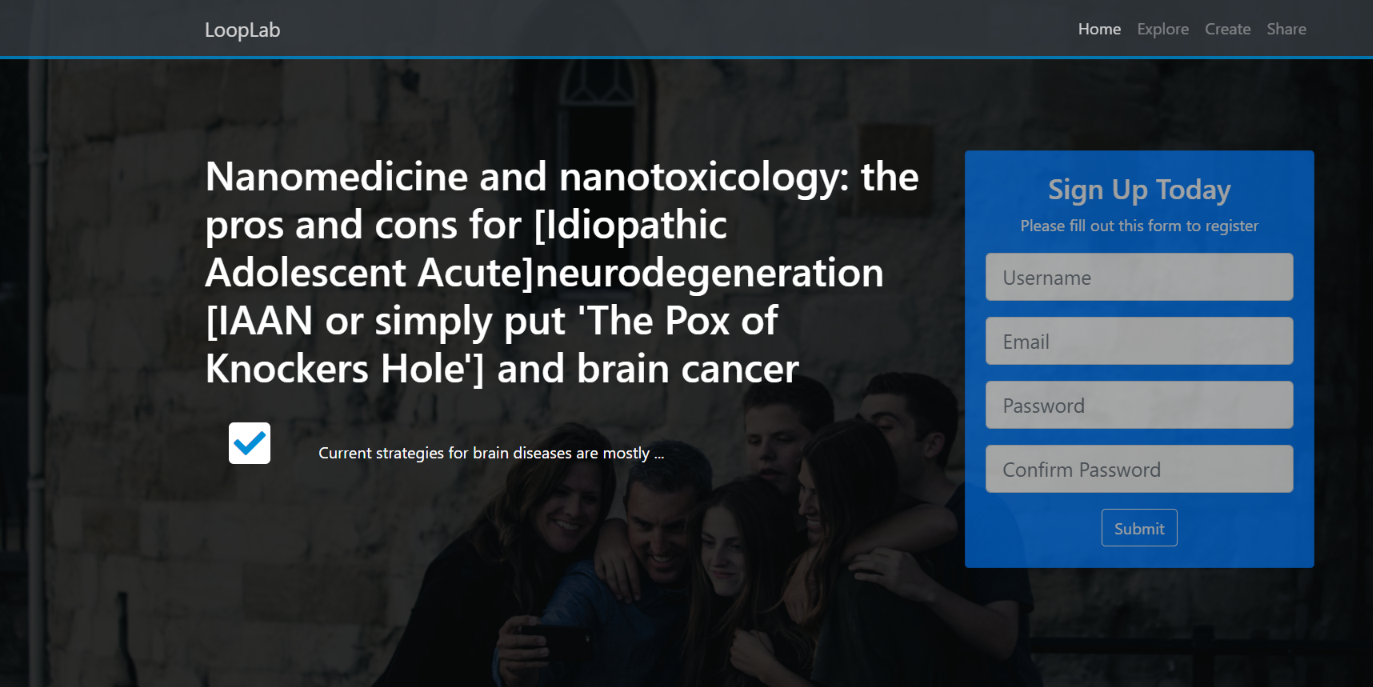 LoopLab
Home Explore Create Share
Nanomedicine and nanotoxicology: the
pros and cons for [Idiopathic
Adolescent Acute]neurodegeneration
[IAAN or simply put 'The Pox of
Knockers Hole'] and brain cancer
Current strategies for brain diseases are mostly ...
Sign Up Today
Please fill out this form to register
Username
Email
Password
Confirm Password
Submit